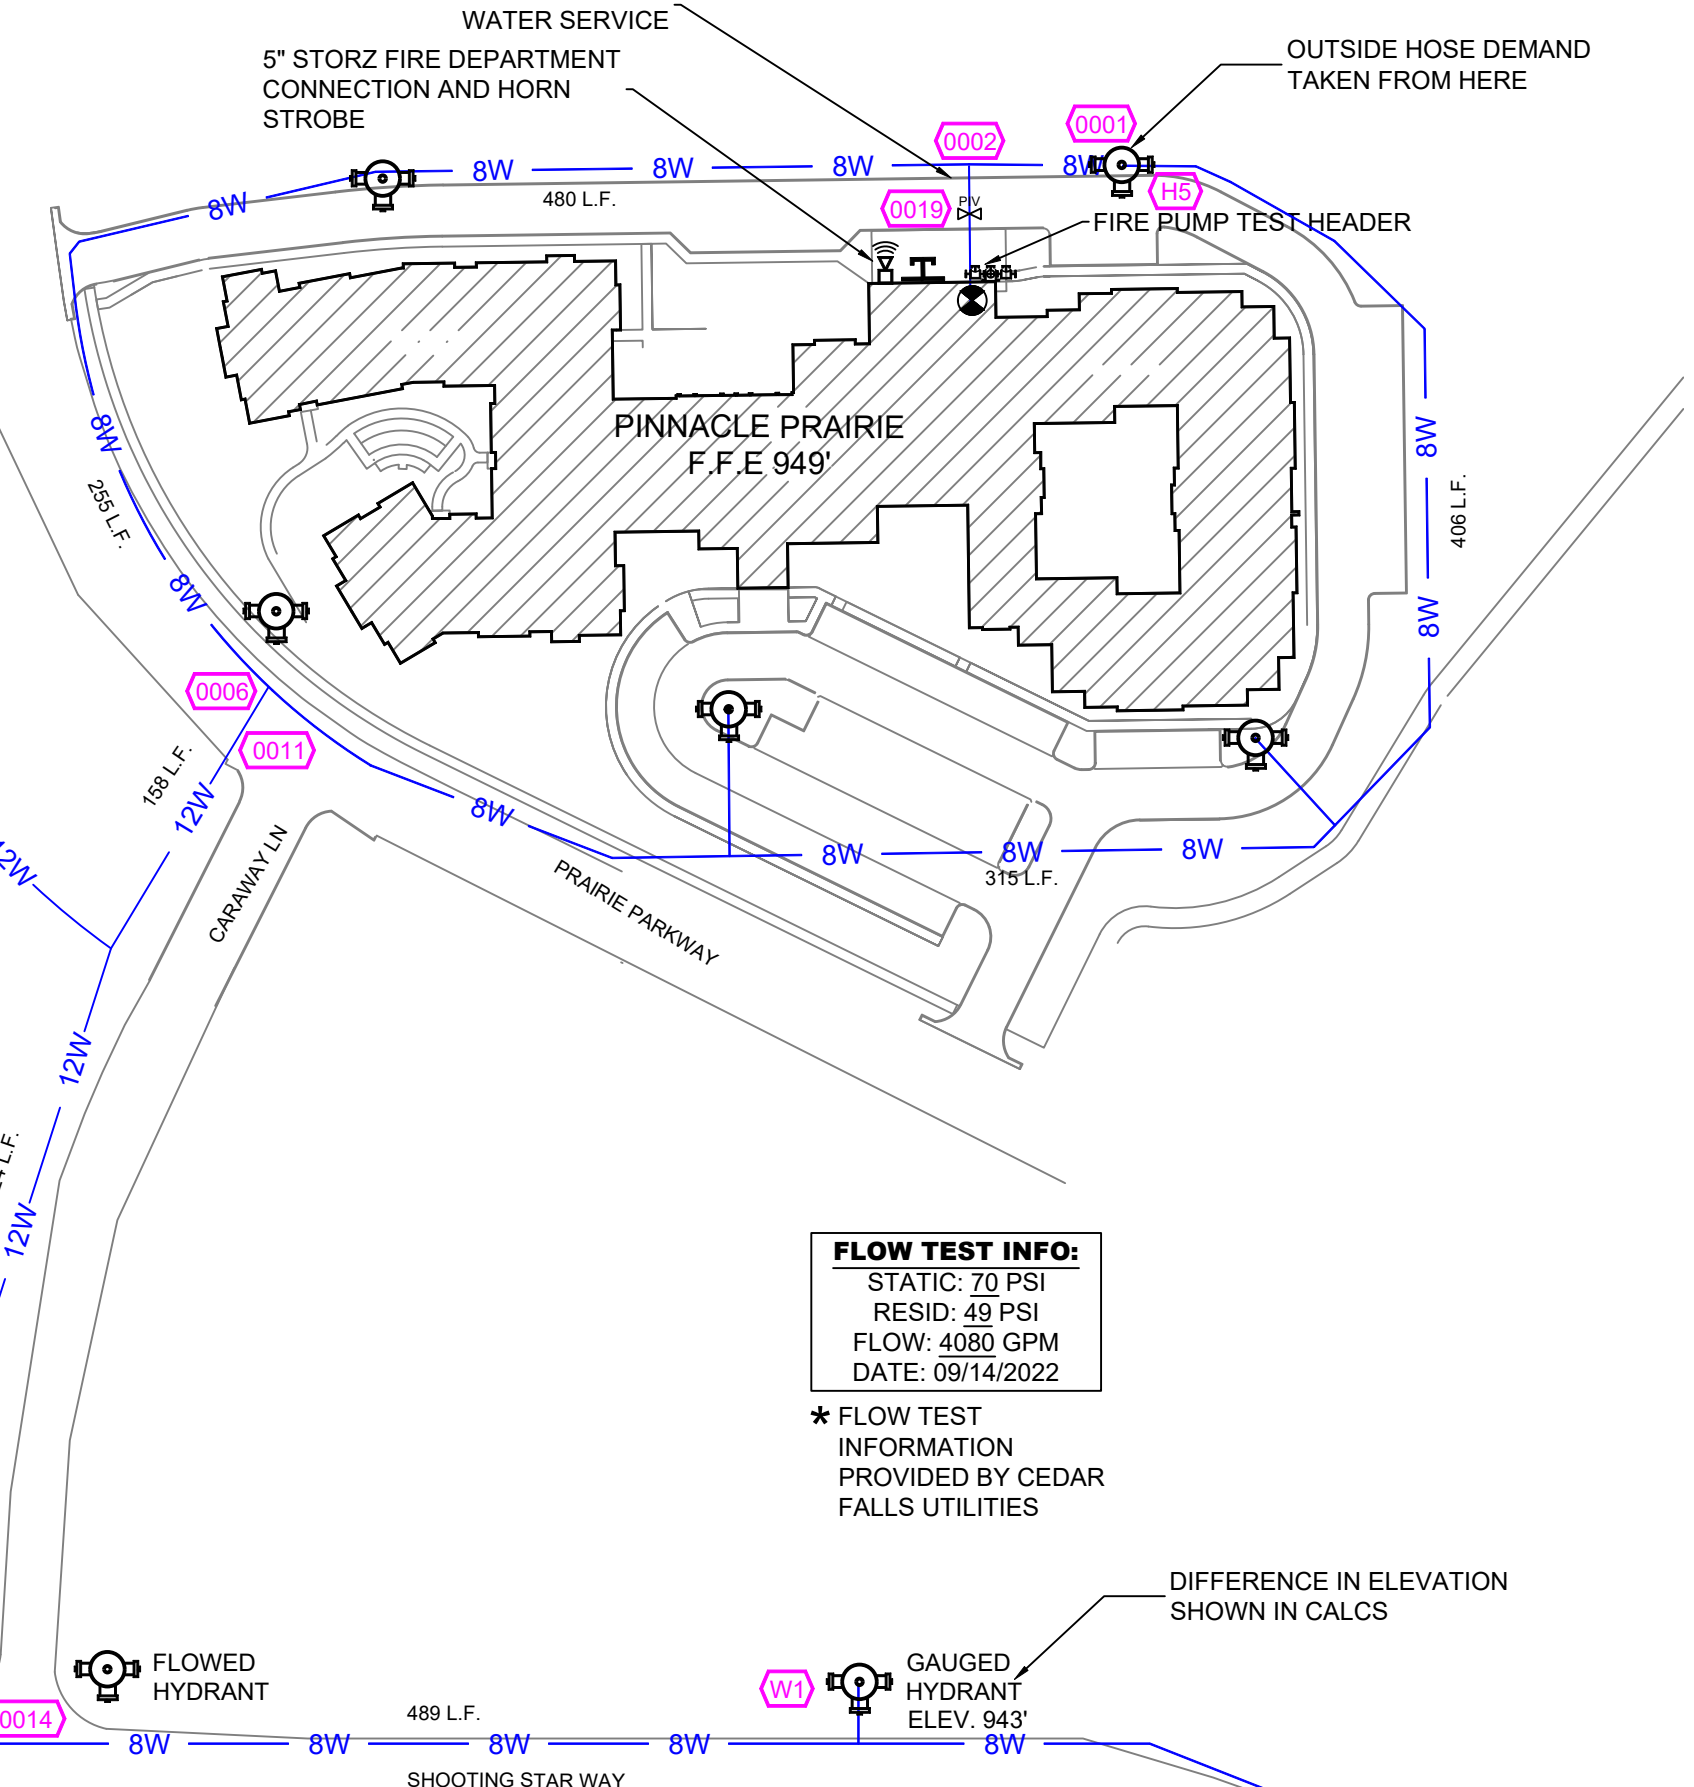 WATER SERVICE
5" STORZ FIRE DEPARTMENT
CONNECTION AND HORN
STROBE
OUTSIDE HOSE DEMAND
TAKEN FROM HERE
0002
0001
8W
8W
8W
8W
8W
480 L.F.
0019
PIV
H5
FIRE PUMP TEST HEADER
PINNACLE PRAIRIE
F.F.E 949'
8W
255 L.F.
8W
8W
406 L.F.
8W
0006
0011
158 L.F.
12W
12W
8W
8W
8W
8W
315 L.F.
CARAWAY LN
PRAIRIE PARKWAY
12W
L.F.
12W
FLOW TEST INFO:
STATIC: 70 PSI
RESID: 49 PSI
FLOW: 4080 GPM
DATE: 09/14/2022
* FLOW TEST
INFORMATION
PROVIDED BY CEDAR
FALLS UTILITIES
DIFFERENCE IN ELEVATION
SHOWN IN CALCS
FLOWED
HYDRANT
W1
GAUGED
HYDRANT
ELEV. 943'
0014
489 L.F.
8W
8W
8W
8W
8W
SHOOTING STAR WAY